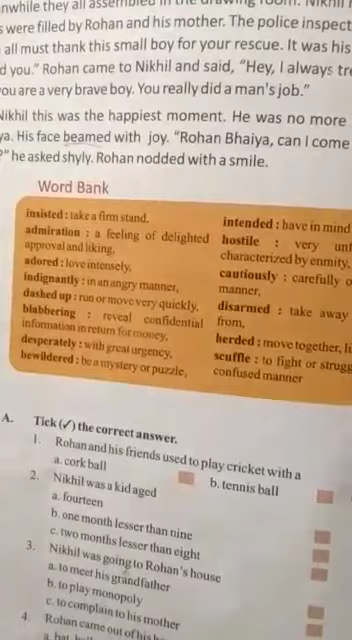 nwhile they all assembled in the drawing room. Nikhil
s were filled by Rohan and his mother. The police inspect
all must thank this small boy for your rescue. It was his
d you." Rohan came to Nikhil and said, "Hey, I always tre
ou are a very brave boy. You really did a man's job."
Nikhil this was the happiest moment. He was no more
ya. His face beamed with joy. "Rohan Bhaiya, can I come
?" he asked shyly. Rohan nodded with a smile.
Word Bank
insisted : take a firm stand,
admiration : a feeling of delighted
approval and liking,
adored : love intensely,
indignantly : in an angry manner,
dashed up : run or move very quickly,
blabbering : reveal confidential
information in return for money,
desperately : with great urgency,
bewildered : be a mystery or puzzle,
intended : have in mind
hostile : very unf
characterized by enmity,
cautiously : carefully o
manner,
disarmed : take away
from,
herded : move together, li
scuffle : to fight or strugg
confused manner
A. Tick (✓) the correct answer.
1. Rohan and his friends used to play cricket with a
a. cork ball b. tennis ball
2. Nikhil was a kid aged
a. fourteen
b. one month lesser than nine
c. two months lesser than eight
3. Nikhil was going to Rohan's house
a. to meet his grandfather
b. to play monopoly
c. to complain to his mother
4. Rohan came out of his
a. bat, ball